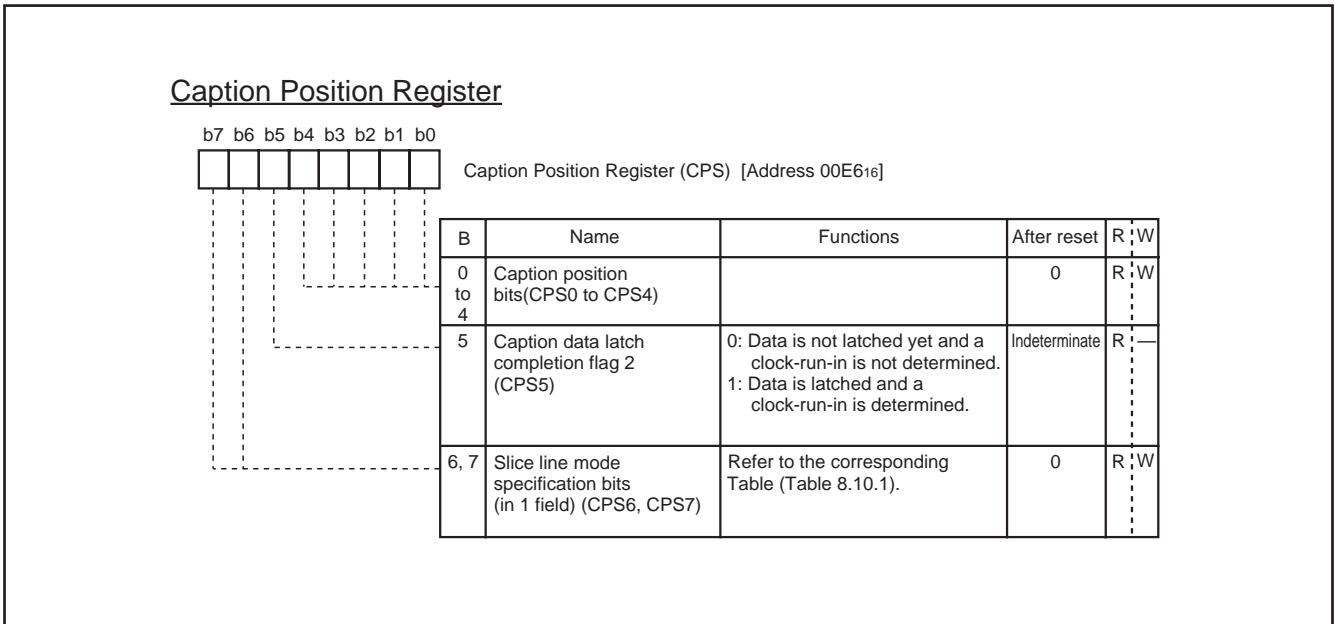 Caption Position Register
b7 b6 b5 b4 b3 b2 b1 b0
Caption Position Register (CPS) [Address 00E616]
B Name Functions After reset R W
0 to 4 Caption position bits(CPS0 to CPS4) 0 R W
5 Caption data latch completion flag 2 (CPS5) 0: Data is not latched yet and a clock-run-in is not determined. 1: Data is latched and a clock-run-in is determined. Indeterminate R —
6, 7 Slice line mode specification bits (in 1 field) (CPS6, CPS7) Refer to the corresponding Table (Table 8.10.1). 0 R W